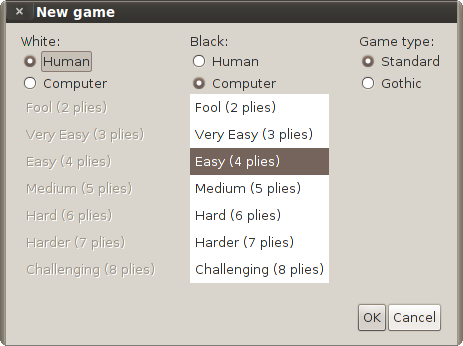 New game
White: Black: Game type:
Human Human Standard
Computer Computer Gothic
Fool (2 plies) Fool (2 plies)
Very Easy (3 plies) Very Easy (3 plies)
Easy (4 plies) Easy (4 plies)
Medium (5 plies) Medium (5 plies)
Hard (6 plies) Hard (6 plies)
Harder (7 plies) Harder (7 plies)
Challenging (8 plies) Challenging (8 plies)
OK Cancel